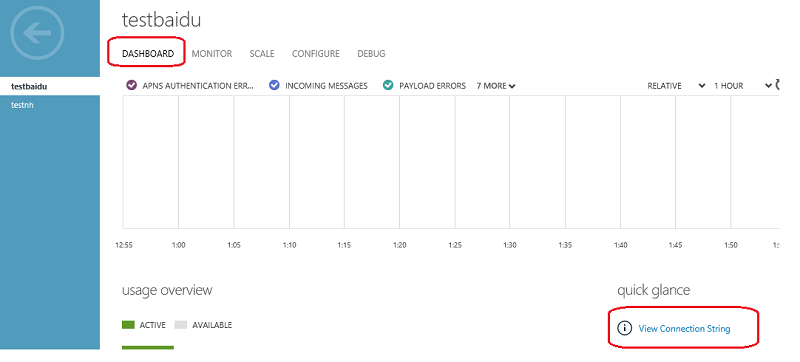 testbaidu
DASHBOARD MONITOR SCALE CONFIGURE DEBUG
testbaidu
testnh
APNS AUTHENTICATION ERR... INCOMING MESSAGES PAYLOAD ERRORS 7 MORE RELATIVE 1 HOUR
12:55 1:00 1:05 1:10 1:15 1:20 1:25 1:30 1:35 1:40 1:45 1:50
usage overview
ACTIVE AVAILABLE
quick glance
View Connection String